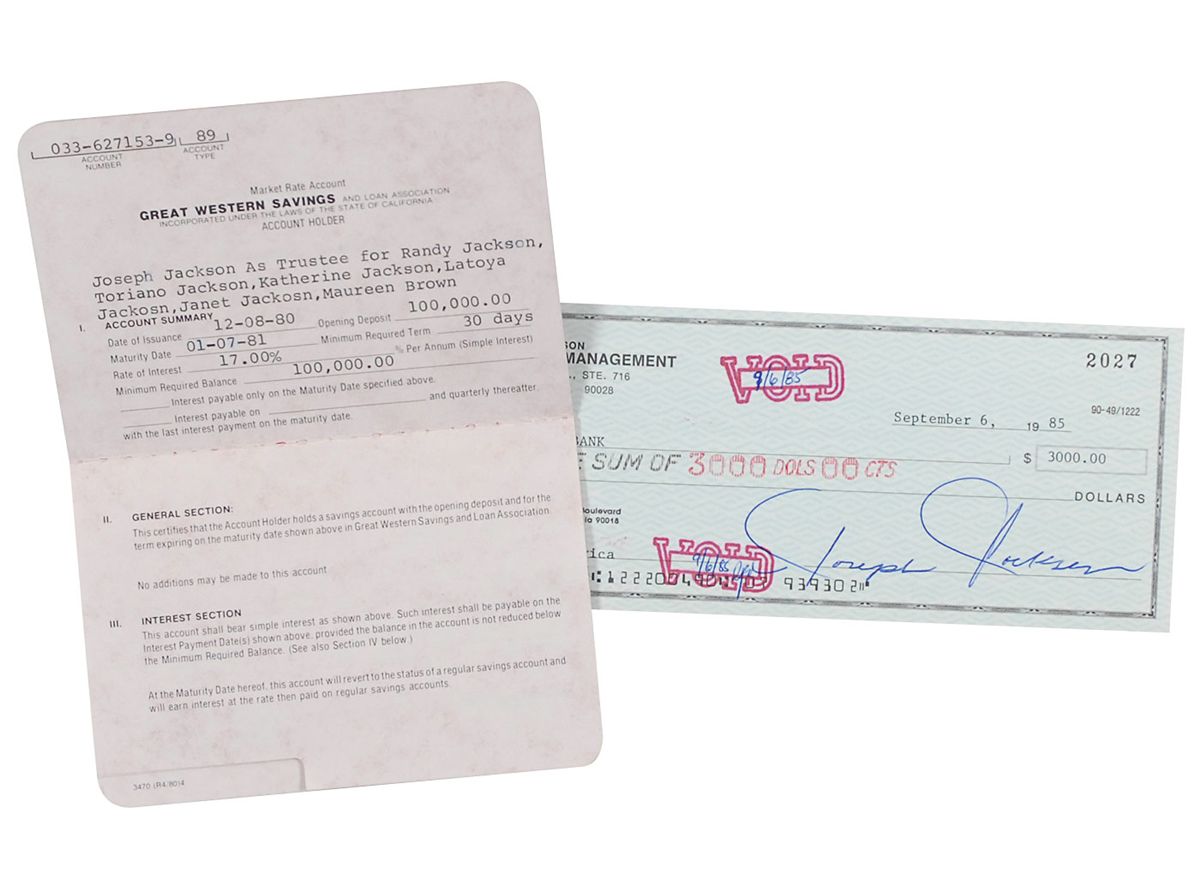 033-627153-9 89
ACCOUNT NUMBER
ACCOUNT TYPE
Market Rate Account
GREAT WESTERN SAVINGS AND LOAN ASSOCIATION
INCORPORATED UNDER THE LAWS OF THE STATE OF CALIFORNIA
ACCOUNT HOLDER
Joseph Jackson As Trustee for Randy Jackson,
Toriano Jackson,Katherine Jackson,Latoya
Jackosn,Janet Jackosn,Maureen Brown
I. ACCOUNT SUMMARY
Date of Issuance 12-08-80 Opening Deposit 100,000.00
Maturity Date 01-07-81 Minimum Required Term 30 days
Rate of Interest 17.00% % Per Annum (Simple Interest)
Minimum Required Balance 100,000.00
Interest payable only on the Maturity Date specified above.
Interest payable on and quarterly thereafter,
with the last interest payment on the maturity date.
II. GENERAL SECTION:
This certifies that the Account Holder holds a savings account with the opening deposit and for the
term expiring on the maturity date shown above in Great Western Savings and Loan Association.
No additions may be made to this account
III. INTEREST SECTION
This account shall bear simple interest as shown above. Such interest shall be payable on the
Interest Payment Date(s) shown above, provided the balance in the account is not reduced below
the Minimum Required Balance. (See also Section IV below.)
At the Maturity Date hereof, this account will revert to the status of a regular savings account and
will earn interest at the rate then paid on regular savings accounts.
3470 (R4/80)4
SON
MANAGEMENT
., STE. 716
90028
VOID
9/6/85
2027
90-49/1222
September 6, 19 85
BANK
$ 3000.00
E SUM OF 3000 DOLS 00 CTS
DOLLARS
oulevard
ia 90018
rica
VOID
9/6/85
Joseph Jackson
93930 2